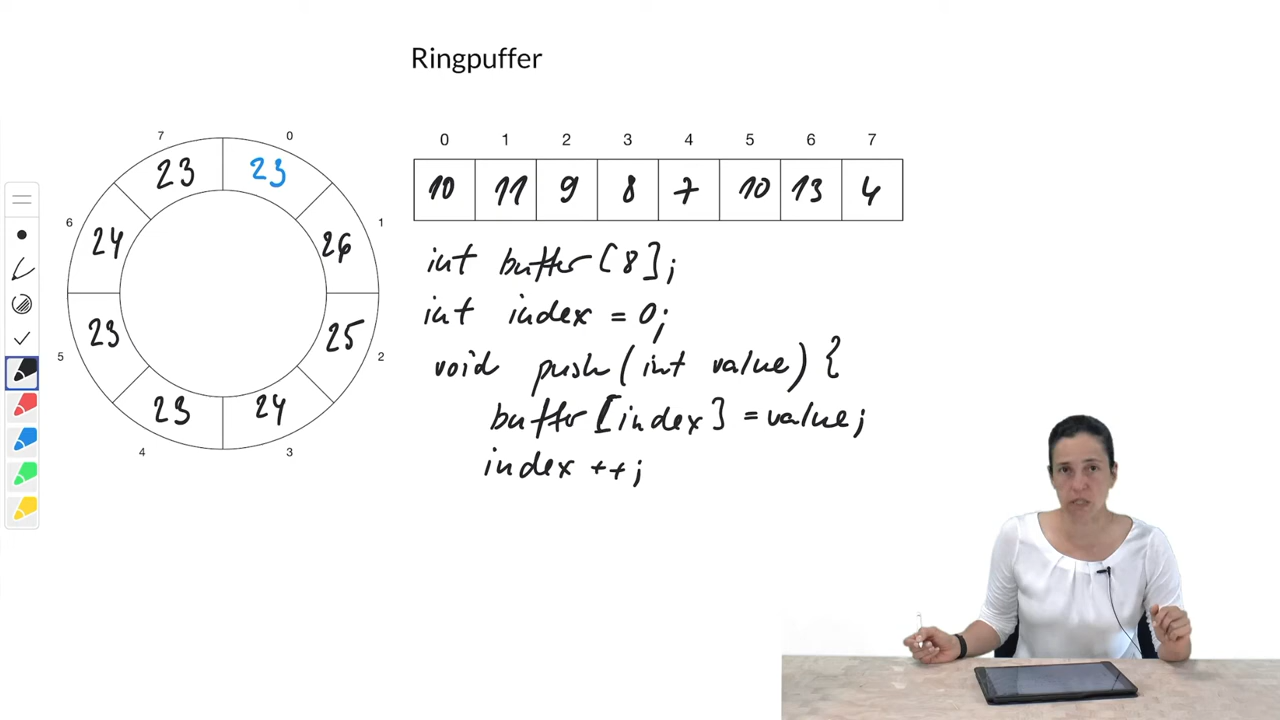 Ringpuffer
7 0
23 23
6 1
24 26
23 25
5 2
23 24
4 3
0 1 2 3 4 5 6 7
10 11 9 8 7 10 13 4
int buffer[8];
int index = 0;
void push(int value) {
buffer[index] = value;
index ++;